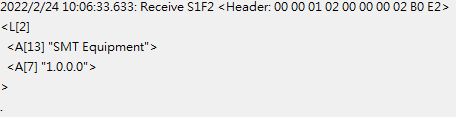 2022/2/24 10:06:33.633: Receive S1F2 <Header: 00 00 01 02 00 00 00 02 B0 E2>
<L[2]
<A[13] "SMT Equipment">
<A[7] "1.0.0.0">
>
.